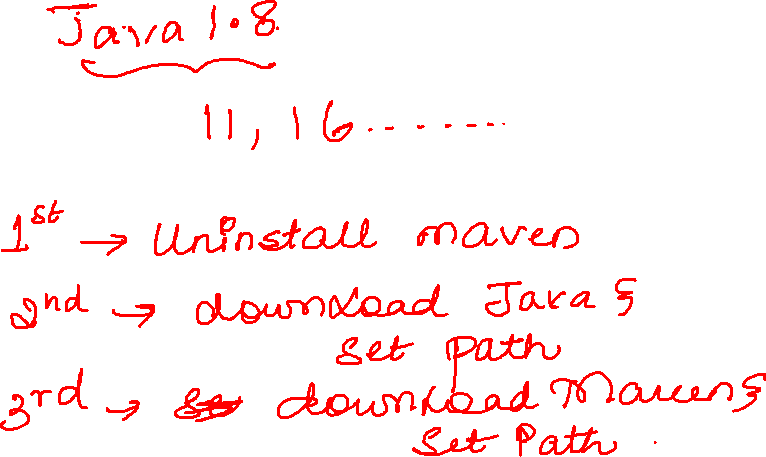 Java 1.8
11, 16.......
1st → Uninstall maven
2nd → download Java &
set path
3rd → download Maven &
Set Path.